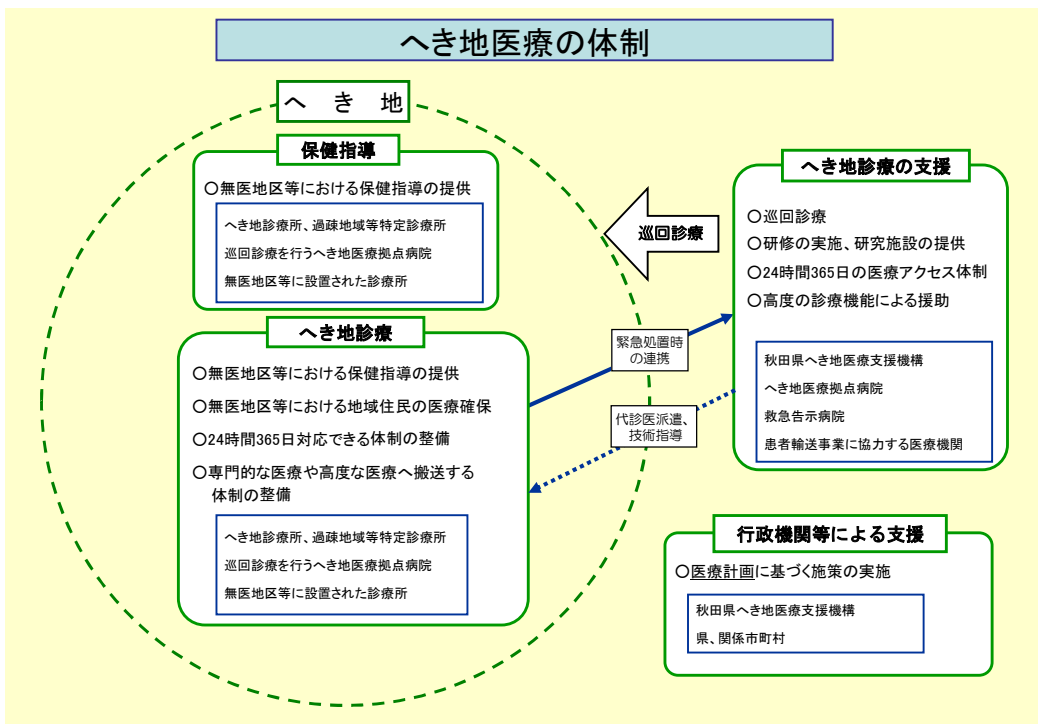 へき地医療の体制
へ き 地
保健指導
〇無医地区等における保健指導の提供
へき地診療所、過疎地域等特定診療所
巡回診療を行うへき地医療拠点病院
無医地区等に設置された診療所
へき地診療
〇無医地区等における保健指導の提供
〇無医地区等における地域住民の医療確保
〇24時間365日対応できる体制の整備
〇専門的な医療や高度な医療へ搬送する
体制の整備
へき地診療所、過疎地域等特定診療所
巡回診療を行うへき地医療拠点病院
無医地区等に設置された診療所
巡回診療
緊急処置時
の連携
代診医派遣、
技術指導
へき地診療の支援
〇巡回診療
〇研修の実施、研究施設の提供
〇24時間365日の医療アクセス体制
〇高度の診療機能による援助
秋田県へき地医療支援機構
へき地医療拠点病院
救急告示病院
患者輸送事業に協力する医療機関
行政機関等による支援
〇医療計画に基づく施策の実施
秋田県へき地医療支援機構
県、関係市町村